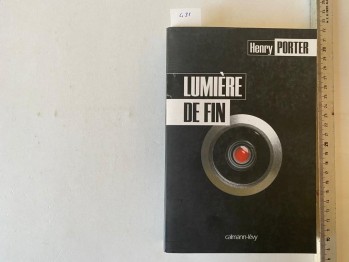 Henry PORTER
LUMIÈRE
DE FIN
calmann-lévy